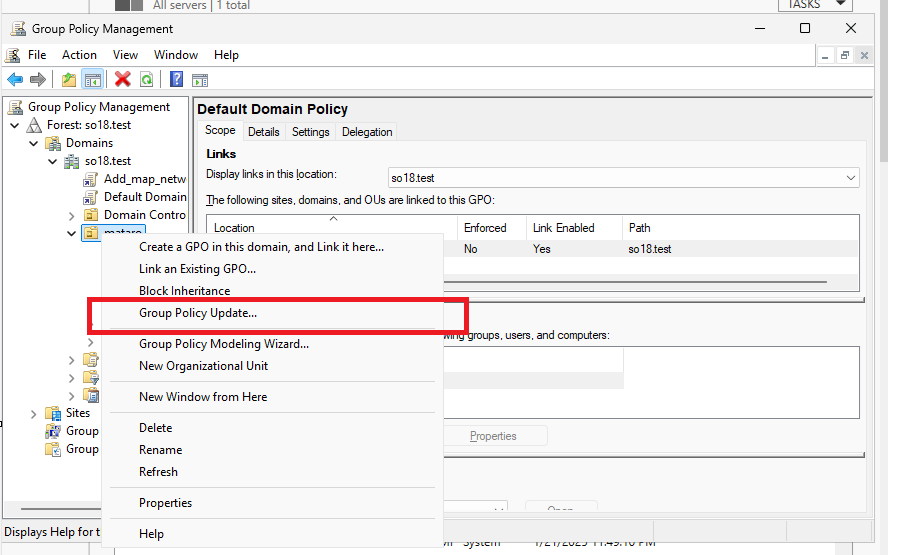 All servers | 1 total
TASKS
Group Policy Management
File Action View Window Help
Group Policy Management
Forest: so18.test
Domains
so18.test
Add_map_netw
Default Domain
Domain Contro
mataro
Sites
Group
Group
Default Domain Policy
Scope Details Settings Delegation
Links
Display links in this location:
so18.test
The following sites, domains, and OUs are linked to this GPO:
Location Enforced Link Enabled Path
No Yes so18.test
wing groups, users, and computers:
Properties
Open
Create a GPO in this domain, and Link it here...
Link an Existing GPO...
Block Inheritance
Group Policy Update...
Group Policy Modeling Wizard...
New Organizational Unit
New Window from Here
Delete
Rename
Refresh
Properties
Help
Displays Help for t
System 1/21/2025 11:49:10 PM